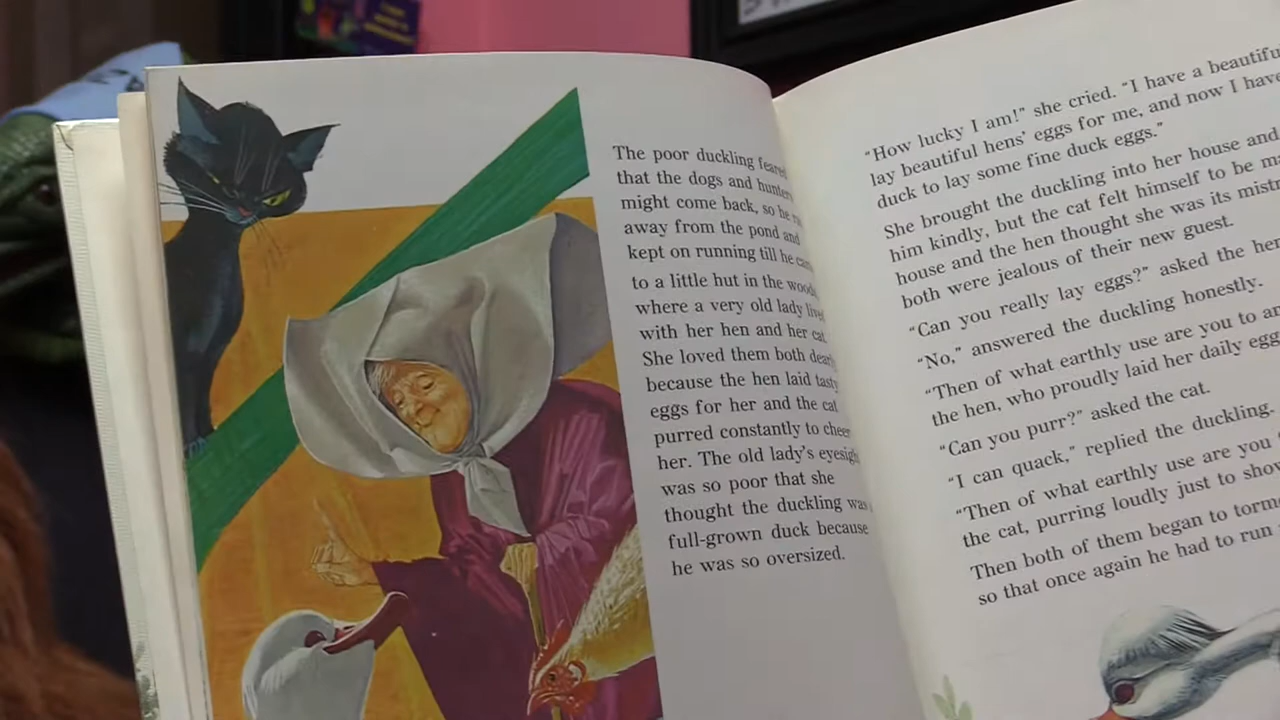 The poor duckling feared
that the dogs and hunters
might come back, so he
away from the pond and
kept on running till he
to a little hut in the woods
where a very old lady
with her hen and her cat.
She loved them both dearly
because the hen laid tasty
eggs for her and the cat
purred constantly to cheer
her. The old lady's
was so poor that she
thought the duckling was
full-grown duck because
he was so oversized.
"How lucky I am!" she cried. "I have a
lay beautiful hens' eggs for me, and now I have
duck to lay some fine duck eggs."
She brought the duckling into her house and
him kindly, but the cat felt himself to be
house and the hen thought she was its
both were jealous of their new guest.
"Can you really lay eggs?" asked the
"No," answered the duckling honestly.
"Then of what earthly use are you to
the hen, who proudly laid her daily
"Can you purr?" asked the cat.
"I can quack," replied the duckling.
"Then of what earthly use are you
the cat, purring loudly just to
Then both of them began to
so that once again he had to run